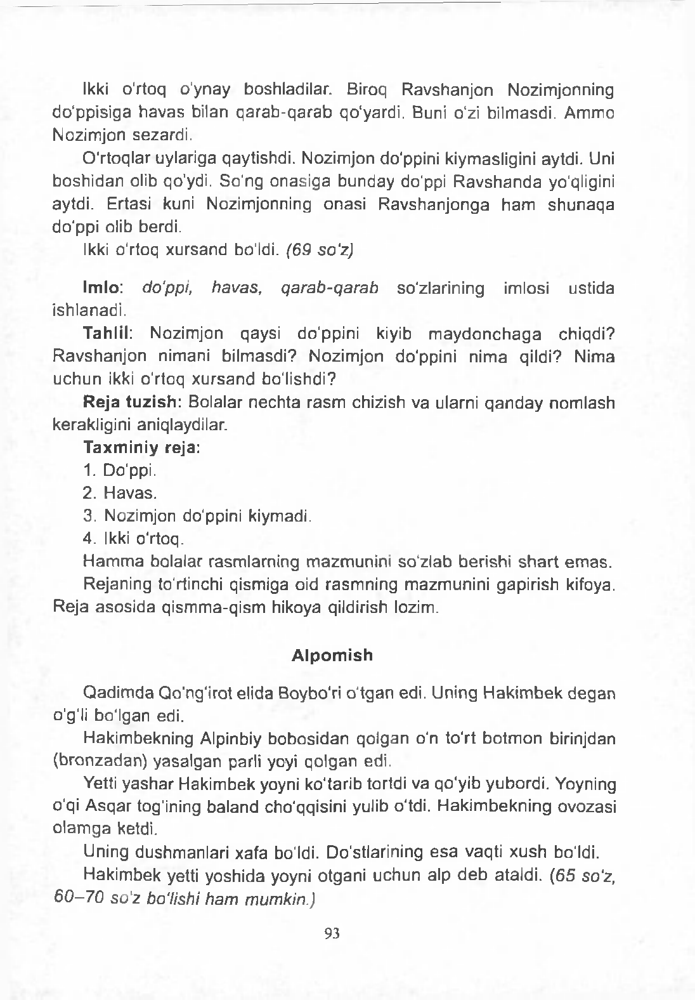 Ikki o'rtoq o'ynay boshladilar. Biroq Ravshanjon Nozimjonning
do'ppisiga havas bilan qarab-qarab qo'yardi. Buni o'zi bilmasdi. Ammo
Nozimjon sezardi.
O'rtoqlar uylariga qaytishdi. Nozimjon do'ppini kiymasligini aytdi. Uni
boshidan olib qo'ydi. So'ng onasiga bunday do'ppi Ravshanda yo'qligini
aytdi. Ertasi kuni Nozimjonning onasi Ravshanjonga ham shunaqa
do'ppi olib berdi.
Ikki o'rtoq xursand bo'ldi. (69 so'z)
Imlo: do'ppi, havas, qarab-qarab so'zlarining imlosi ustida
ishlanadi.
Tahlil: Nozimjon qaysi do'ppini kiyib maydonchaga chiqdi?
Ravshanjon nimani bilmasdi? Nozimjon do'ppini nima qildi? Nima
uchun ikki o'rtoq xursand bo'lishdi?
Reja tuzish: Bolalar nechta rasm chizish va ularni qanday nomlash
kerakligini aniqlaydilar.
Taxminiy reja:
1. Do'ppi.
2. Havas.
3. Nozimjon do'ppini kiymadi.
4. Ikki o'rtoq.
Hamma bolalar rasmlarning mazmunini so'zlab berishi shart emas.
Rejaning to'rtinchi qismiga oid rasmning mazmunini gapirish kifoya.
Reja asosida qismma-qism hikoya qildirish lozim.
Alpomish
Qadimda Qo'ng'irot elida Boybo'ri o'tgan edi. Uning Hakimbek degan
o'g'li bo'lgan edi.
Hakimbekning Alpinbiy bobosidan qolgan o'n to'rt botmon birinjdan
(bronzadan) yasalgan parli yoyi qolgan edi.
Yetti yashar Hakimbek yoyni ko'tarib tortdi va qo'yib yubordi. Yoyning
o'qi Asqar tog'ining baland cho'qqisini yulib o'tdi. Hakimbekning ovozasi
olamga ketdi.
Uning dushmanlari xafa bo'ldi. Do'stlarining esa vaqti xush bo'ldi.
Hakimbek yetti yoshida yoyni otgani uchun alp deb ataldi. (65 so'z,
60–70 so'z bo'lishi ham mumkin.)
93